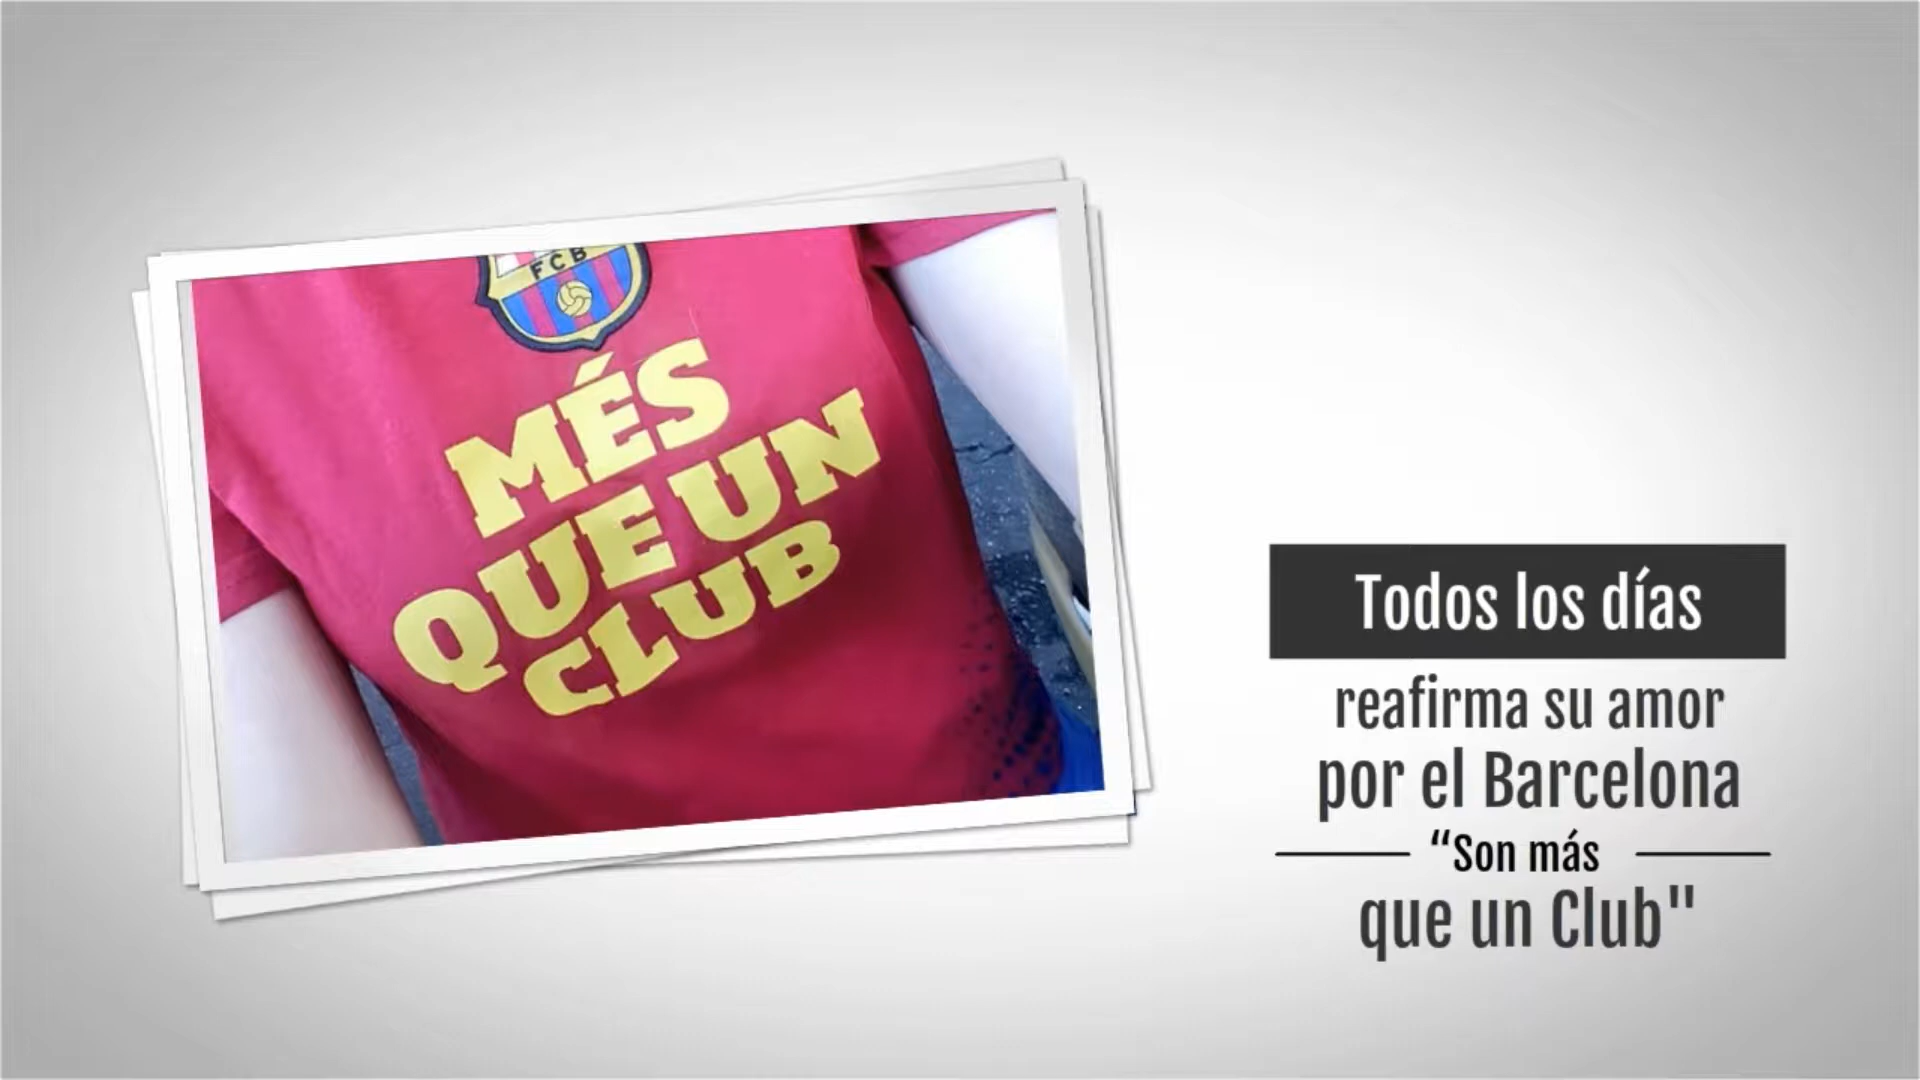 FCB
MÉS
QUE UN
CLUB
Todos los días
reafirma su amor
por el Barcelona
“Son más
que un Club"